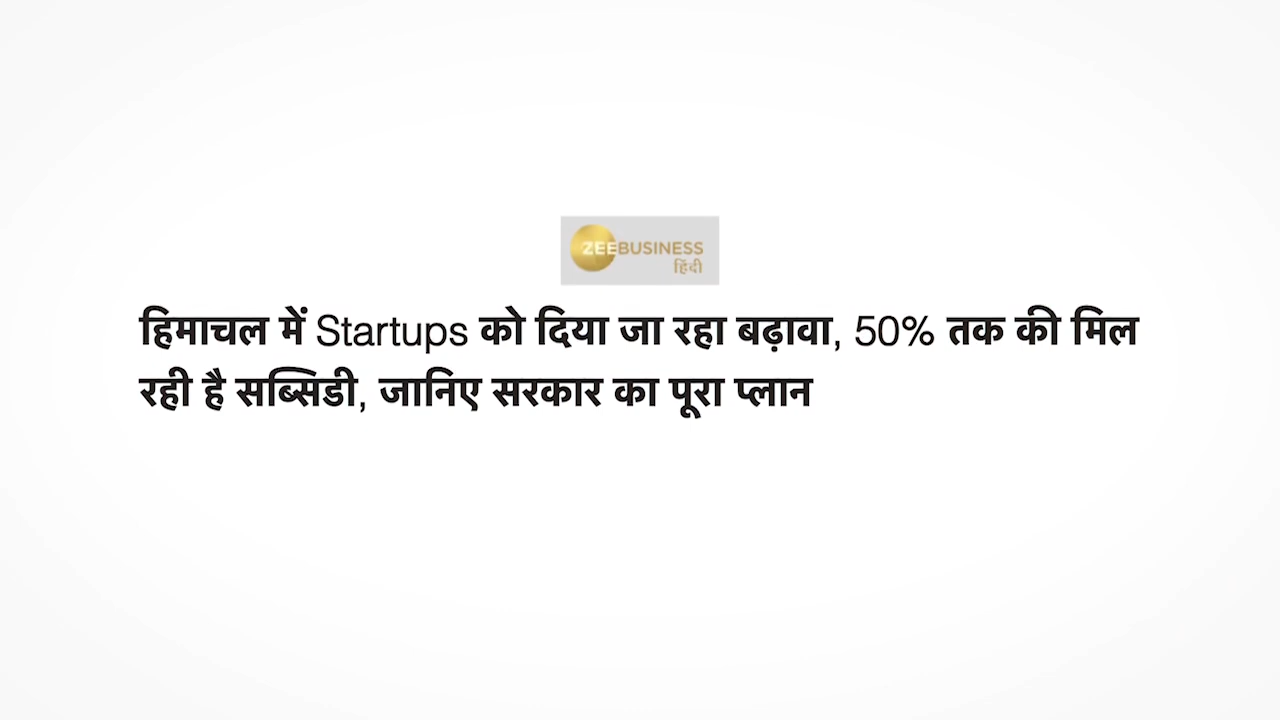 ZEEBUSINESS
हिंदी
हिमाचल में Startups को दिया जा रहा बढ़ावा, 50% तक की मिल
रही है सब्सिडी, जानिए सरकार का पूरा प्लान